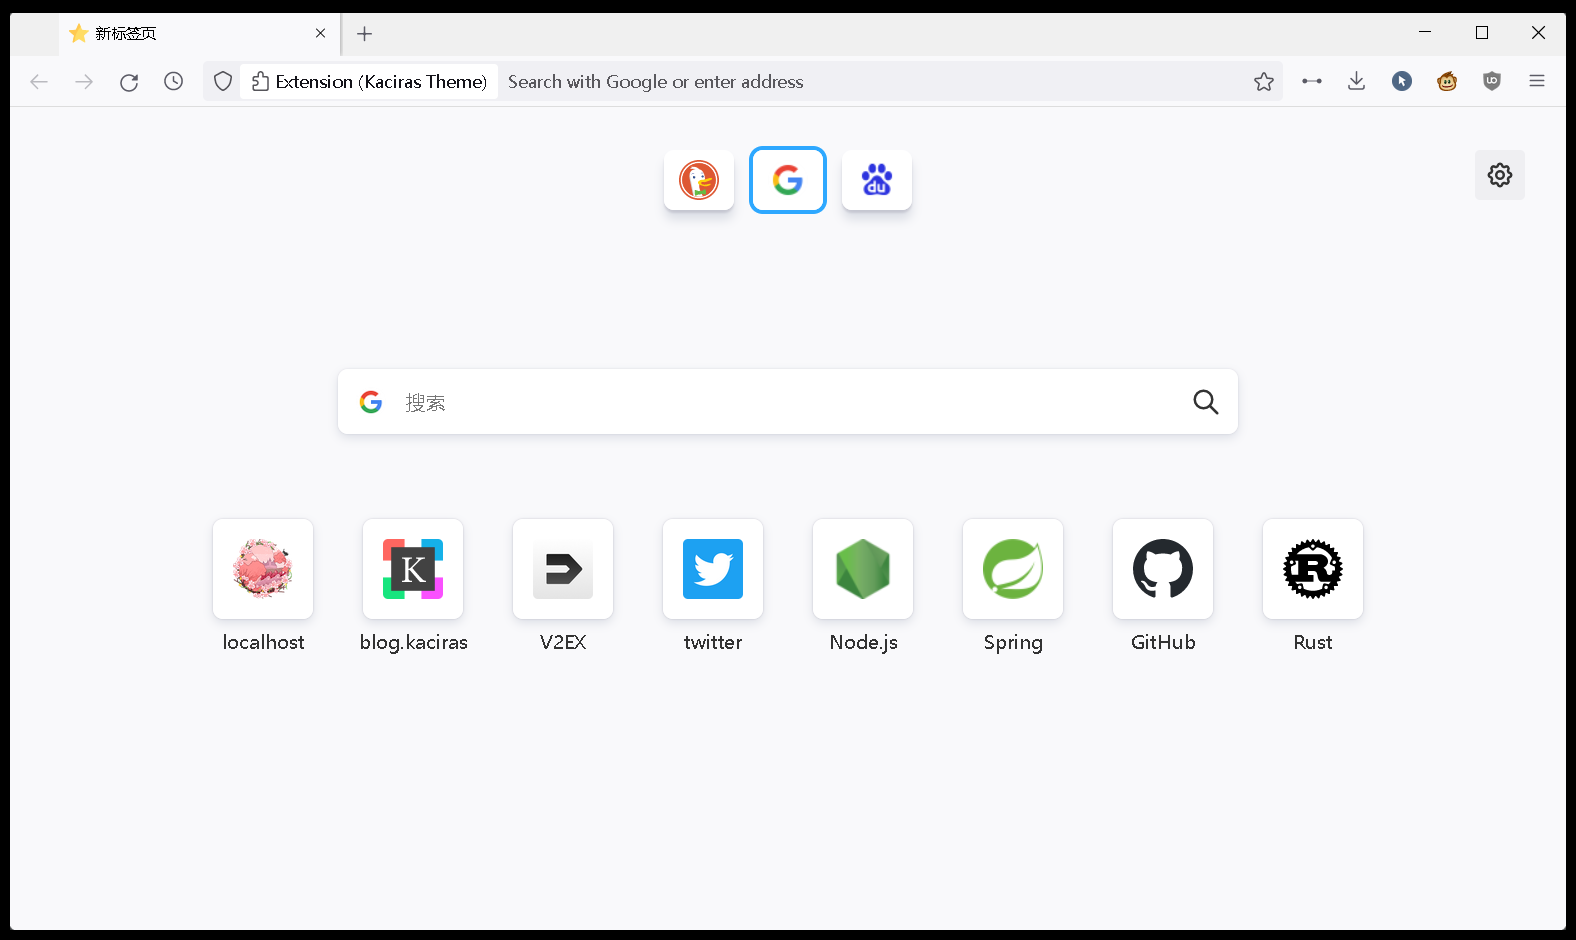 新标签页
Extension (Kaciras Theme) Search with Google or enter address
du
搜索
K
R
localhost blog.kaciras V2EX twitter Node.js Spring GitHub Rust